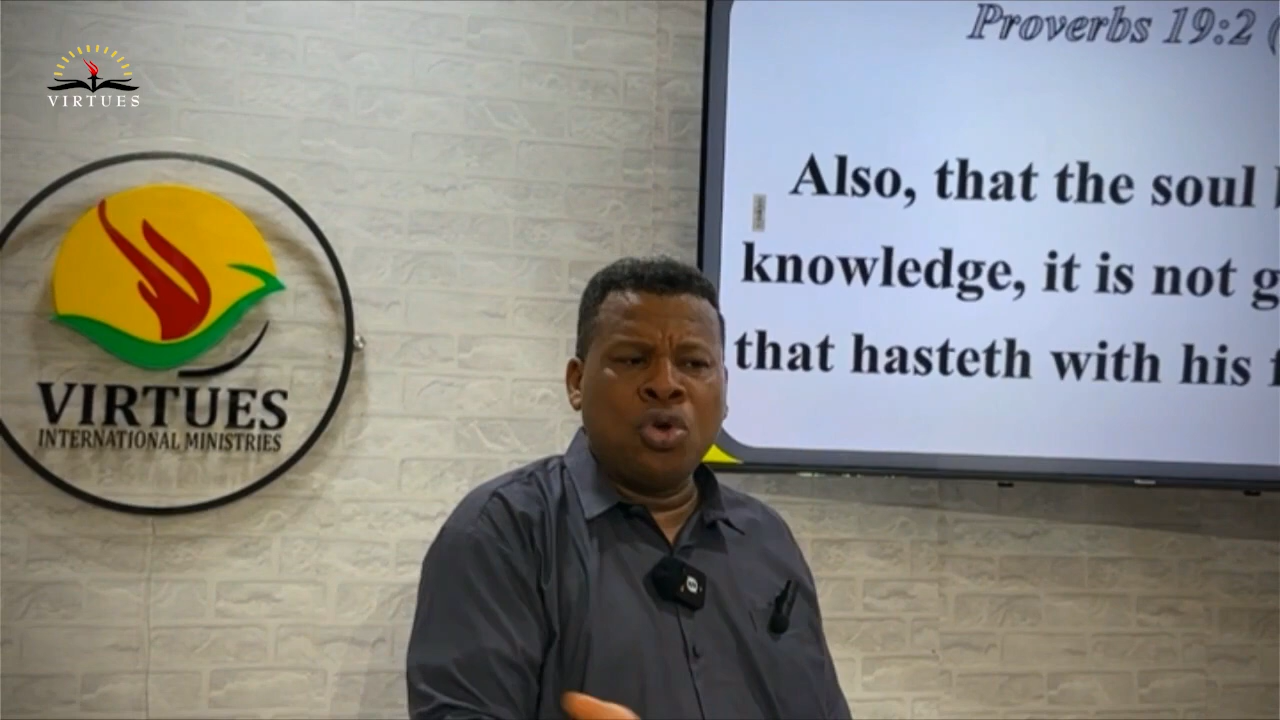 VIRTUES
VIRTUES
INTERNATIONAL MINISTRIES
Proverbs 19:2
Also, that the soul
knowledge, it is not
that hasteth with his